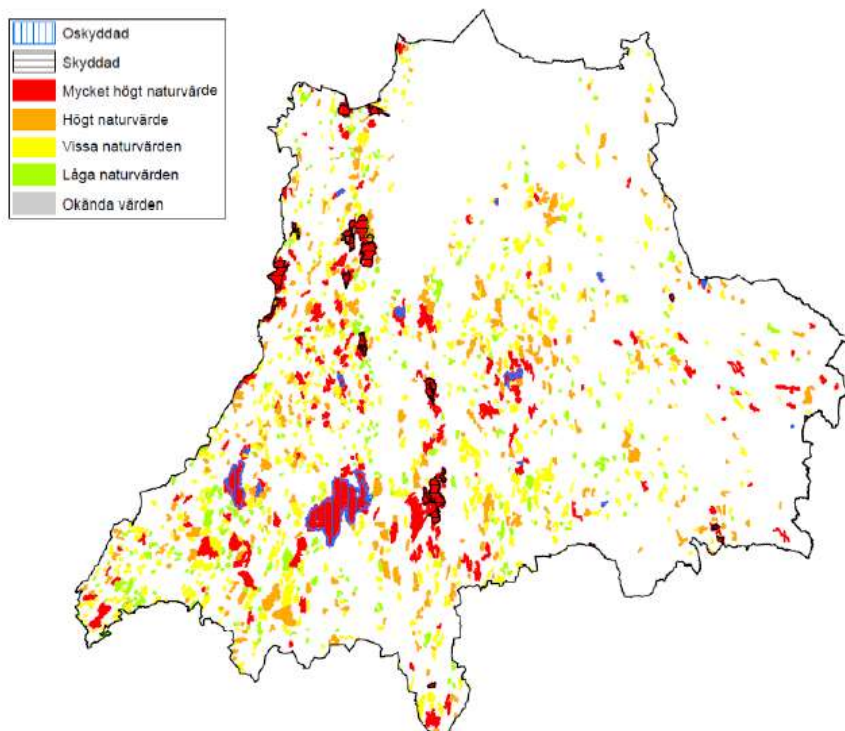 Oskyddad
Skyddad
Mycket högt naturvärde
Högt naturvärde
Vissa naturvärden
Låga naturvärden
Okända värden